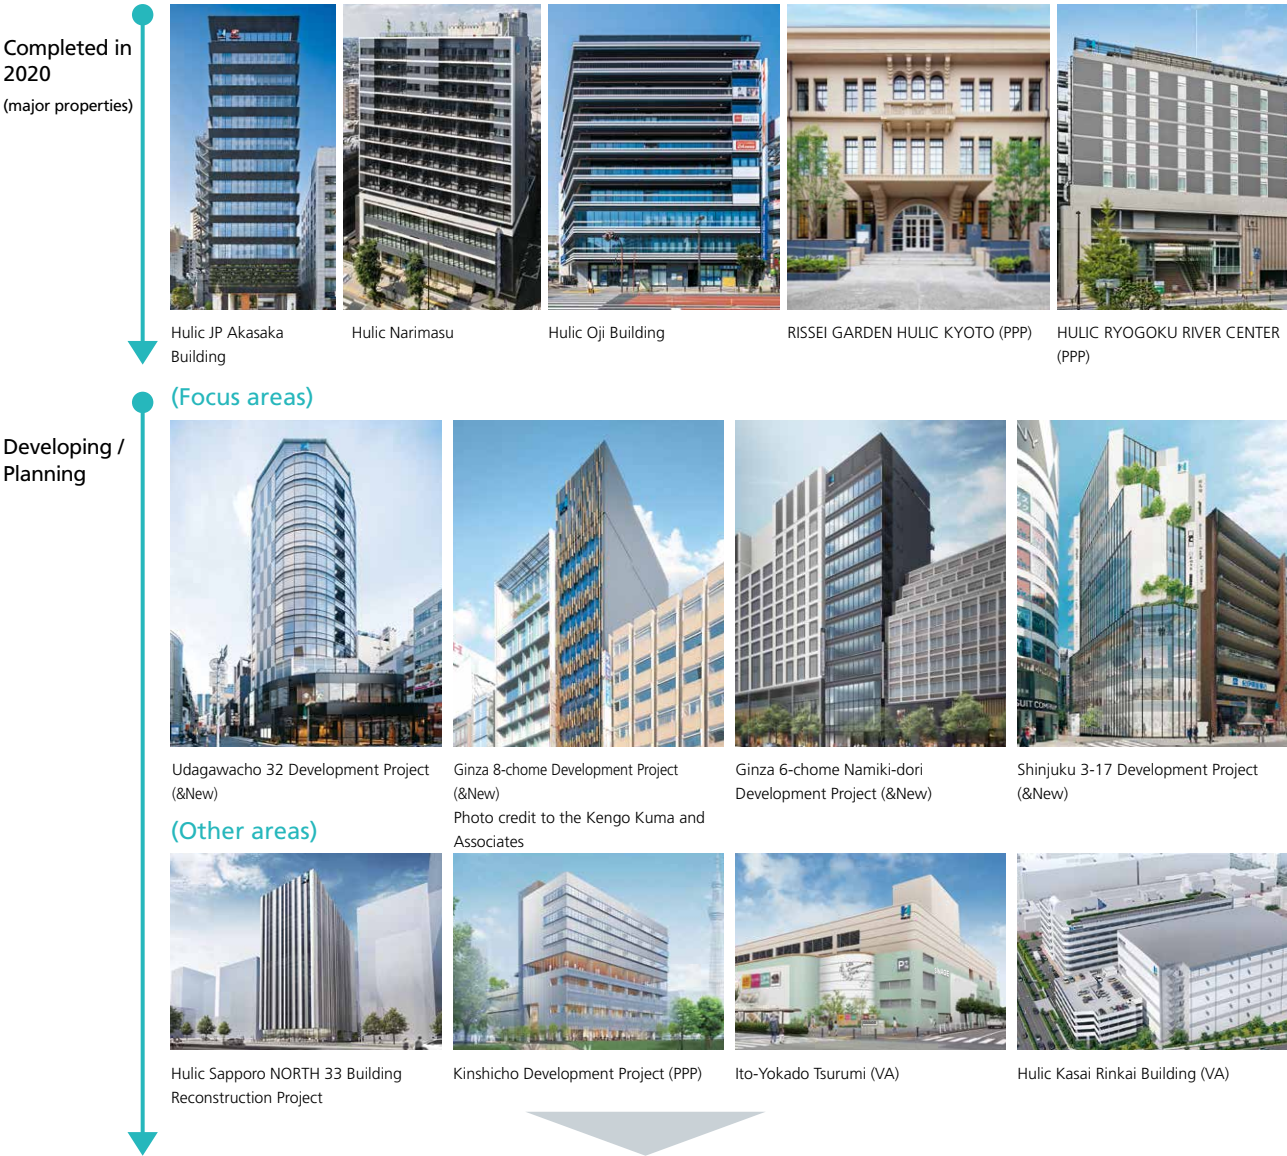 Completed in
2020
(major properties)
Hulic JP Akasaka
Building
Hulic Narimasu
Hulic Oji Building
RISSEI GARDEN HULIC KYOTO (PPP)
HULIC RYOGOKU RIVER CENTER
(PPP)
(Focus areas)
Developing /
Planning
Udagawacho 32 Development Project
(&New)
Ginza 8-chome Development Project
(&New)
Photo credit to the Kengo Kuma and
Associates
Ginza 6-chome Namiki-dori
Development Project (&New)
SUIT COMPANY
Shinjuku 3-17 Development Project
(&New)
(Other areas)
Hulic Sapporo NORTH 33 Building
Reconstruction Project
Kinshicho Development Project (PPP)
P
Ito-Yokado Tsurumi (VA)
Hulic Kasai Rinkai Building (VA)